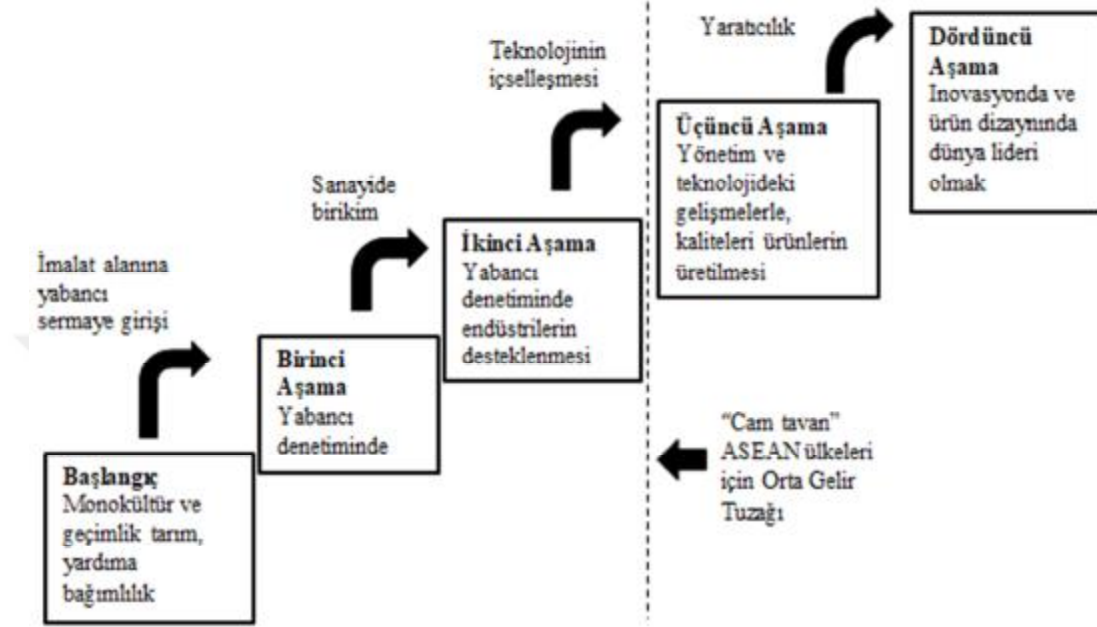 İmalat alanına
yabancı
sermaye girişi
Başlangıç
Monokültür ve
geçimlik tarım,
yardıma
bağımlılık
Sanayide
birikim
Birinci
Aşama
Yabancı
denetiminde
Teknolojinin
içselleşmesi
İkinci Aşama
Yabancı
denetiminde
endüstrilerin
desteklenmesi
Yaratıcılık
Üçüncü Aşama
Yönetim ve
teknolojideki
gelişmelerle,
kaliteleri ürünlerin
üretilmesi
Dördüncü
Aşama
Inovasyonda ve
ürün dizaynında
dünya lideri
olmak
“Cam tavan”
ASEAN ülkeleri
için Orta Gelir
Tuzağı